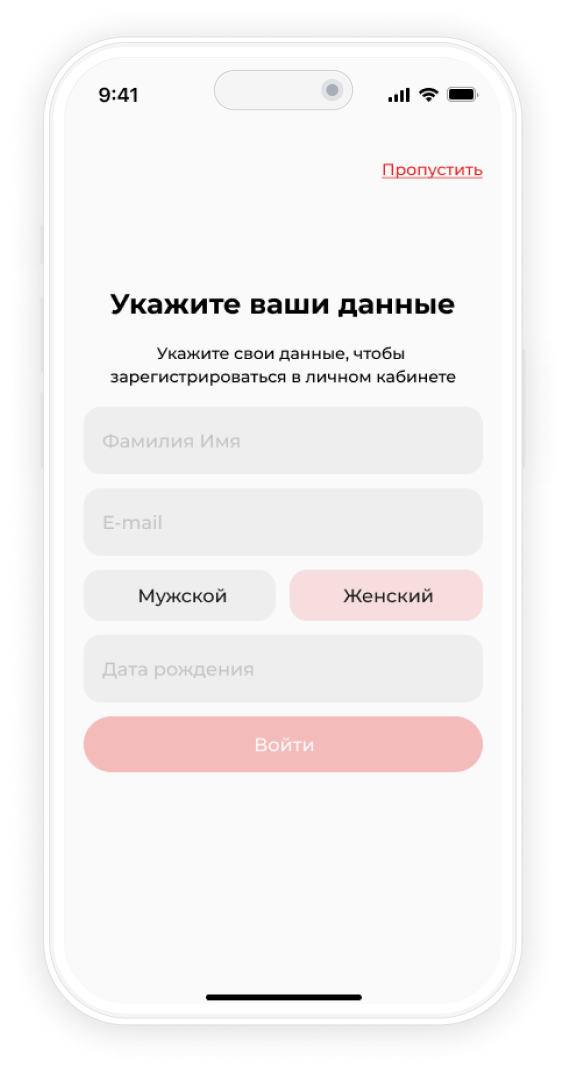 9:41
Пропустить
Укажите ваши данные
Укажите свои данные, чтобы
зарегистрироваться в личном кабинете
Фамилия Имя
E-mail
Мужской
Женский
Дата рождения
Войти